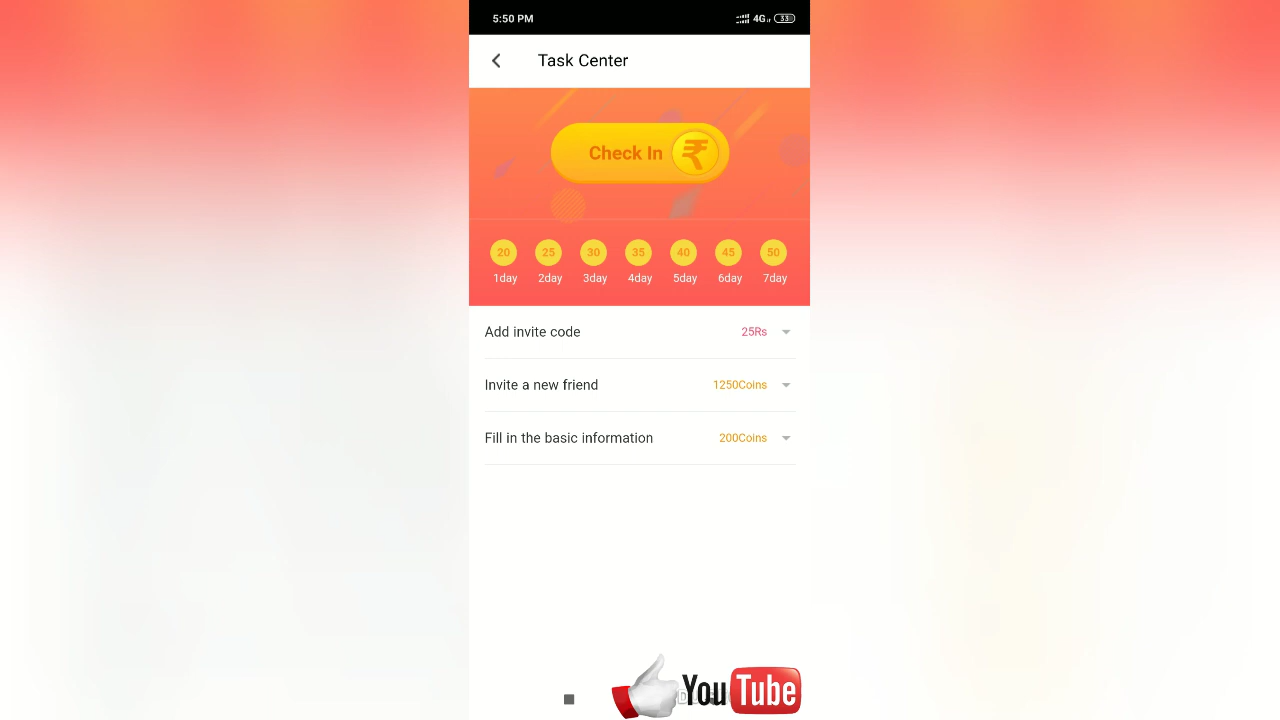 5:50 PM 4G 33
Task Center
Check In ₹
20 25 30 35 40 45 50
1day 2day 3day 4day 5day 6day 7day
Add invite code 25Rs
Invite a new friend 1250Coins
Fill in the basic information 200Coins
YouTube